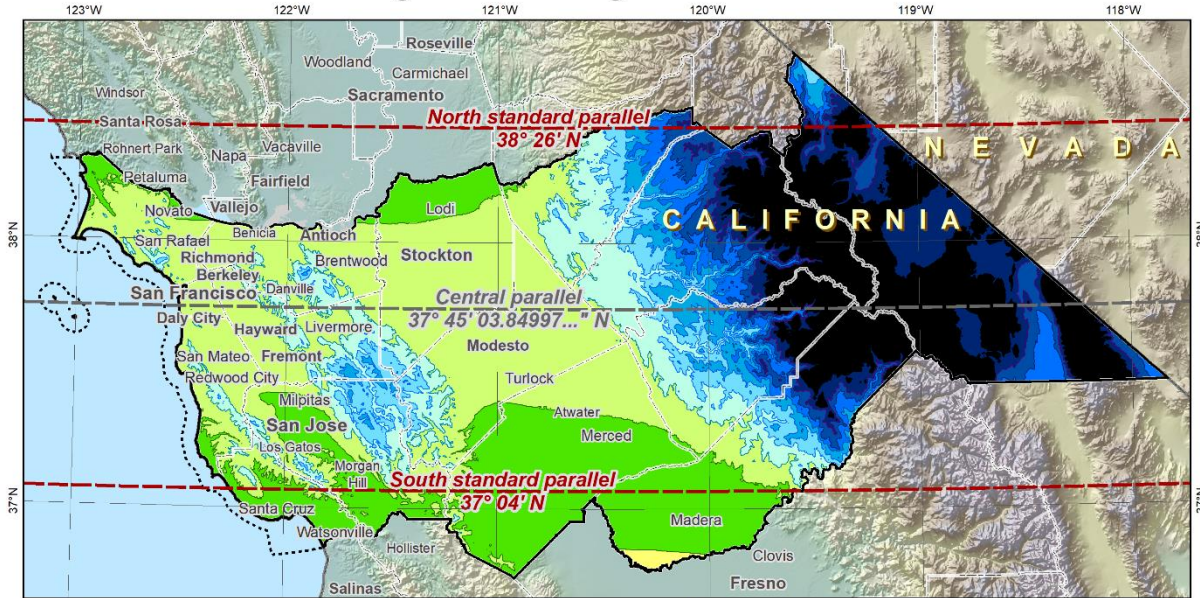 123°W 122°W 121°W 120°W 119°W 118°W
Roseville
Woodland
Carmichael
Windsor
Sacramento
Santa Rosa
North standard parallel
38° 26' N
Rohnert Park
Vacaville
Napa
NEVADA
Petaluma
Fairfield
Novato
Vallejo
Lodi
CALIFORNIA
Benicia
Antioch
38°N
38°N
San Rafael
Richmond
Brentwood
Stockton
Berkeley
San Francisco
Danville
Central parallel
37° 45' 03.84997..." N
Daly City
Hayward
Livermore
Modesto
San Mateo
Fremont
Redwood City
Turlock
Milpitas
Atwater
San Jose
Merced
Los Gatos
Morgan
Hill
South standard parallel
37° 04' N
37°N
37°N
Santa Cruz
Madera
Watsonville
Hollister
Clovis
Salinas
Fresno